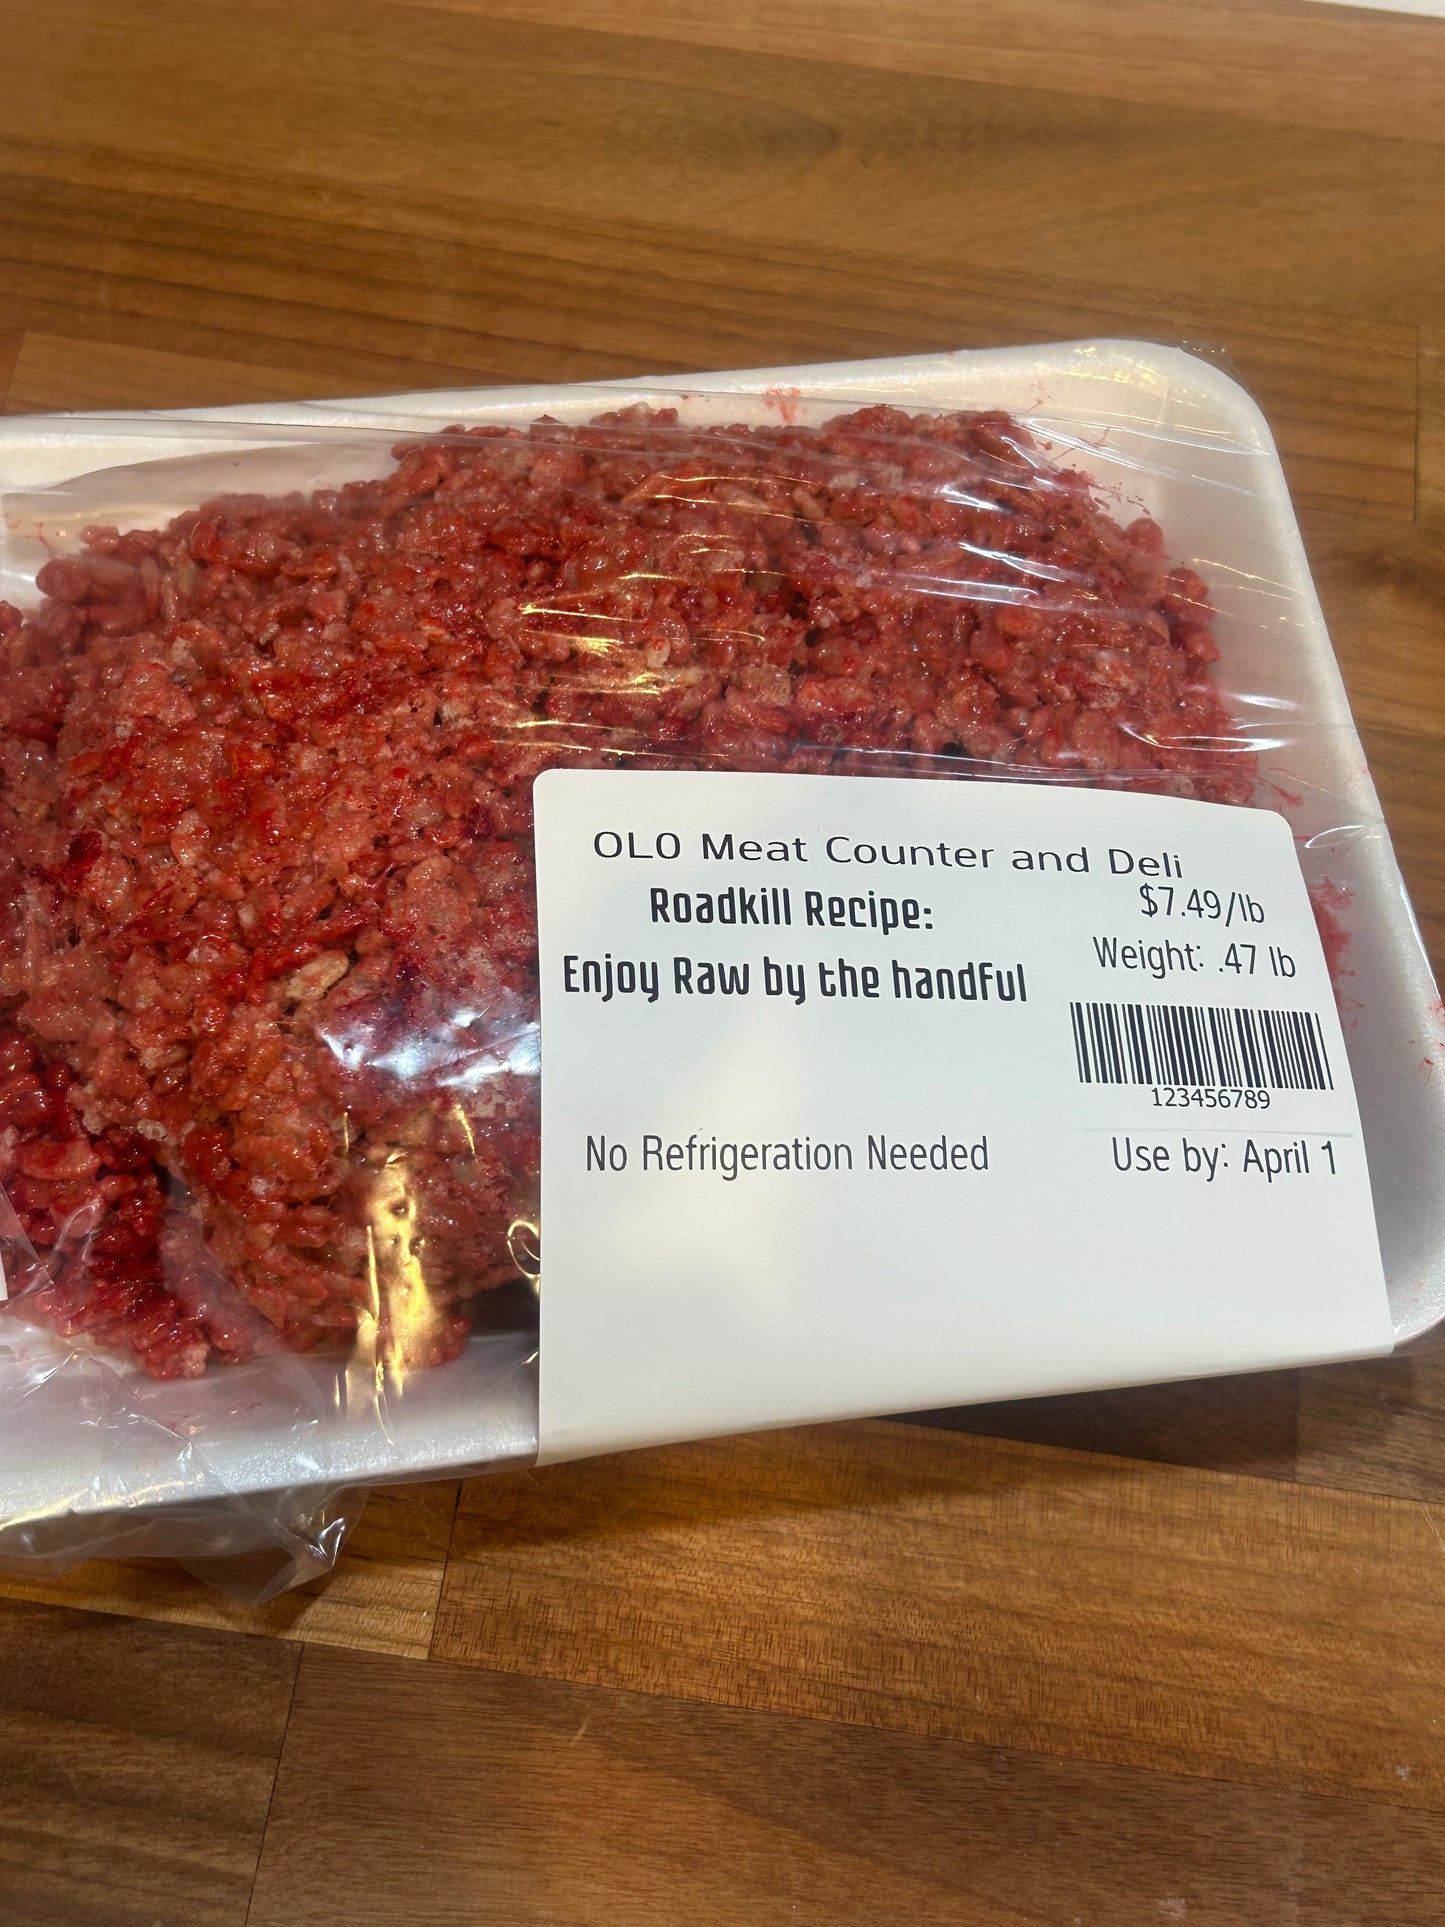 OLO Meat Counter and Deli
Roadkill Recipe:
$7.49/lb
Enjoy Raw by the handful
Weight: .47 lb
123456789
No Refrigeration Needed
Use by: April 1